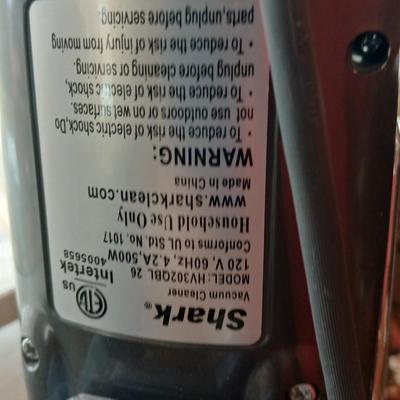 Shark®
Vacuum Cleaner
MODEL: HV302QBL 26
120 V, 60HZ, 4.2A, 500W
Conforms to UL Std. No. 1017
ETL
US
Intertek
4005658
Household Use Only
www.sharkclean.com
Made in China
WARNING:
• To reduce the risk of electric shock, Do
not use outdoors or on wet surfaces.
• To reduce the risk of electric shock,
unplug before cleaning or servicing.
• To reduce the risk of injury from moving
parts, unplug before servicing.